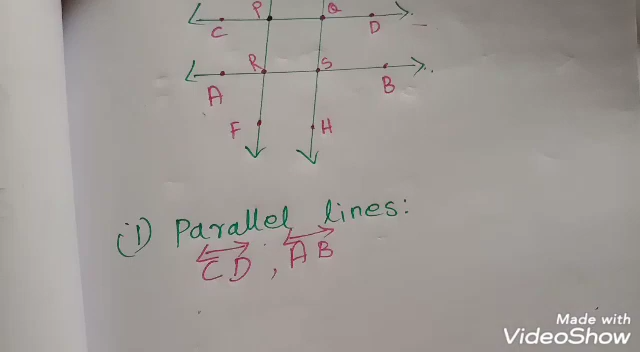 P Q
C D
R S
A B
F H
(i) Parallel lines:
CD, AB
Made with
VideoShow